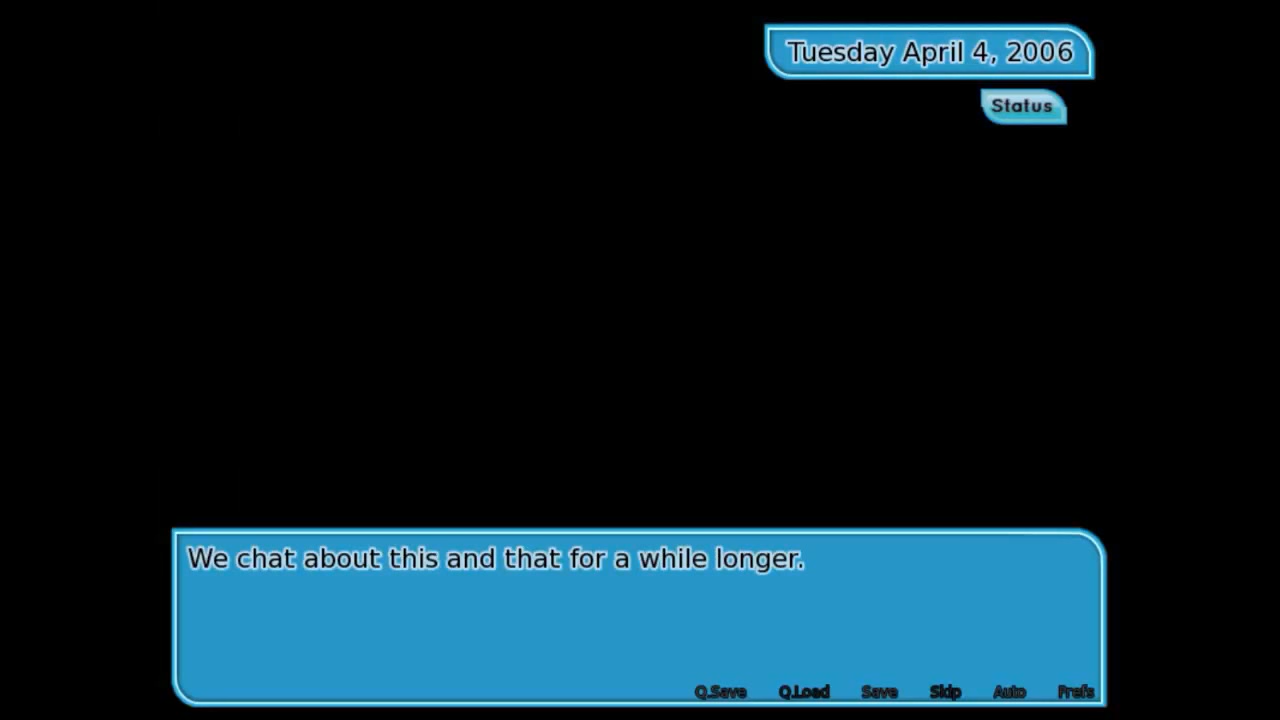 Tuesday April 4, 2006
Status
We chat about this and that for a while longer.
Q.Save Q.Load Save Skip Auto Prefs